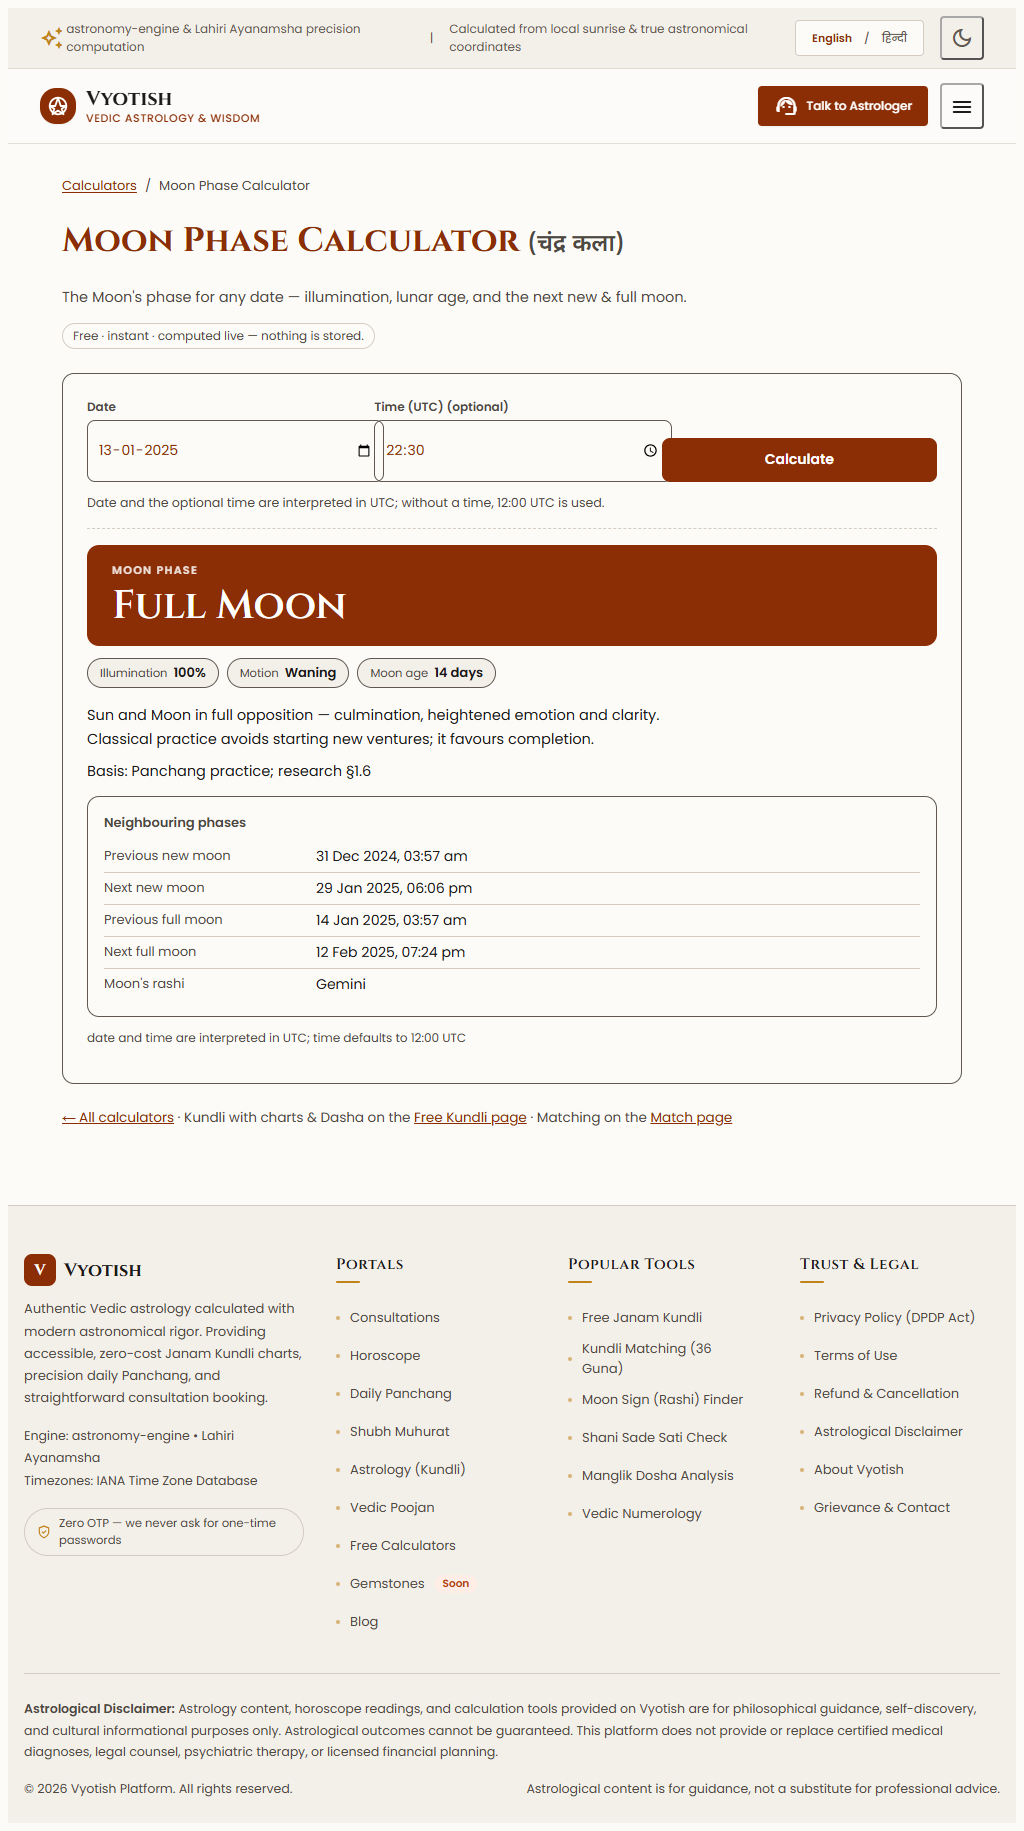 astronomy-engine & Lahiri Ayanamsha precision
computation
|
Calculated from local sunrise & true astronomical
coordinates
English / हिन्दी
Vyotish
VEDIC ASTROLOGY & WISDOM
Talk to Astrologer
Calculators / Moon Phase Calculator
Moon Phase Calculator (चंद्र कला)
The Moon's phase for any date — illumination, lunar age, and the next new & full moon.
Free · instant · computed live — nothing is stored.
Date
Time (UTC) (optional)
13-01-2025
22:30
Calculate
Date and the optional time are interpreted in UTC; without a time, 12:00 UTC is used.
MOON PHASE
Full Moon
Illumination 100%
Motion Waning
Moon age 14 days
Sun and Moon in full opposition — culmination, heightened emotion and clarity.
Classical practice avoids starting new ventures; it favours completion.
Basis: Panchang practice; research §1.6
Neighbouring phases
Previous new moon 31 Dec 2024, 03:57 am
Next new moon 29 Jan 2025, 06:06 pm
Previous full moon 14 Jan 2025, 03:57 am
Next full moon 12 Feb 2025, 07:24 pm
Moon's rashi Gemini
date and time are interpreted in UTC; time defaults to 12:00 UTC
← All calculators · Kundli with charts & Dasha on the Free Kundli page · Matching on the Match page
V Vyotish
Authentic Vedic astrology calculated with
modern astronomical rigor. Providing
accessible, zero-cost Janam Kundli charts,
precision daily Panchang, and
straightforward consultation booking.
Engine: astronomy-engine • Lahiri
Ayanamsha
Timezones: IANA Time Zone Database
Zero OTP — we never ask for one-time
passwords
Portals
Consultations
Horoscope
Daily Panchang
Shubh Muhurat
Astrology (Kundli)
Vedic Poojan
Free Calculators
Gemstones Soon
Blog
Popular Tools
Free Janam Kundli
Kundli Matching (36
Guna)
Moon Sign (Rashi) Finder
Shani Sade Sati Check
Manglik Dosha Analysis
Vedic Numerology
Trust & Legal
Privacy Policy (DPDP Act)
Terms of Use
Refund & Cancellation
Astrological Disclaimer
About Vyotish
Grievance & Contact
Astrological Disclaimer: Astrology content, horoscope readings, and calculation tools provided on Vyotish are for philosophical guidance, self-discovery,
and cultural informational purposes only. Astrological outcomes cannot be guaranteed. This platform does not provide or replace certified medical
diagnoses, legal counsel, psychiatric therapy, or licensed financial planning.
© 2026 Vyotish Platform. All rights reserved.
Astrological content is for guidance, not a substitute for professional advice.